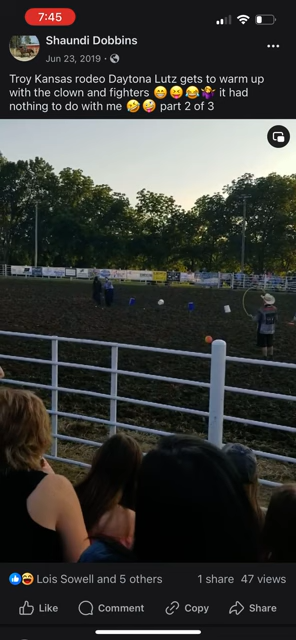 7:45
Shaundi Dobbins
Jun 23, 2019 ·
Troy Kansas rodeo Daytona Lutz gets to warm up
with the clown and fighters 😁😝😂🤷‍♀️ it had
nothing to do with me 🤣🤪 part 2 of 3
Lois Sowell and 5 others 1 share 47 views
Like Comment Copy Share